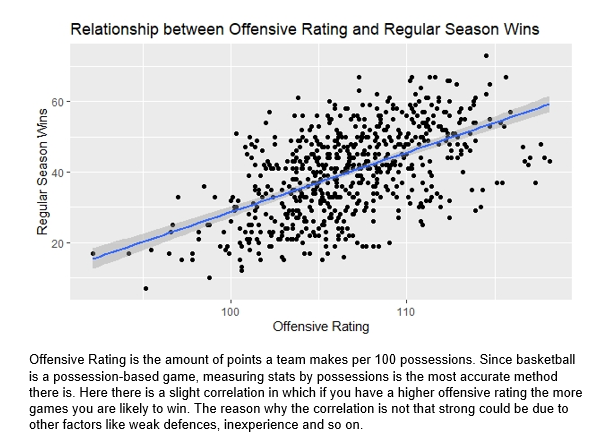 Relationship between Offensive Rating and Regular Season Wins
Regular Season Wins
60
40
20
100
110
Offensive Rating
Offensive Rating is the amount of points a team makes per 100 possessions. Since basketball
is a possession-based game, measuring stats by possessions is the most accurate method
there is. Here there is a slight correlation in which if you have a higher offensive rating the more
games you are likely to win. The reason why the correlation is not that strong could be due to
other factors like weak defences, inexperience and so on.